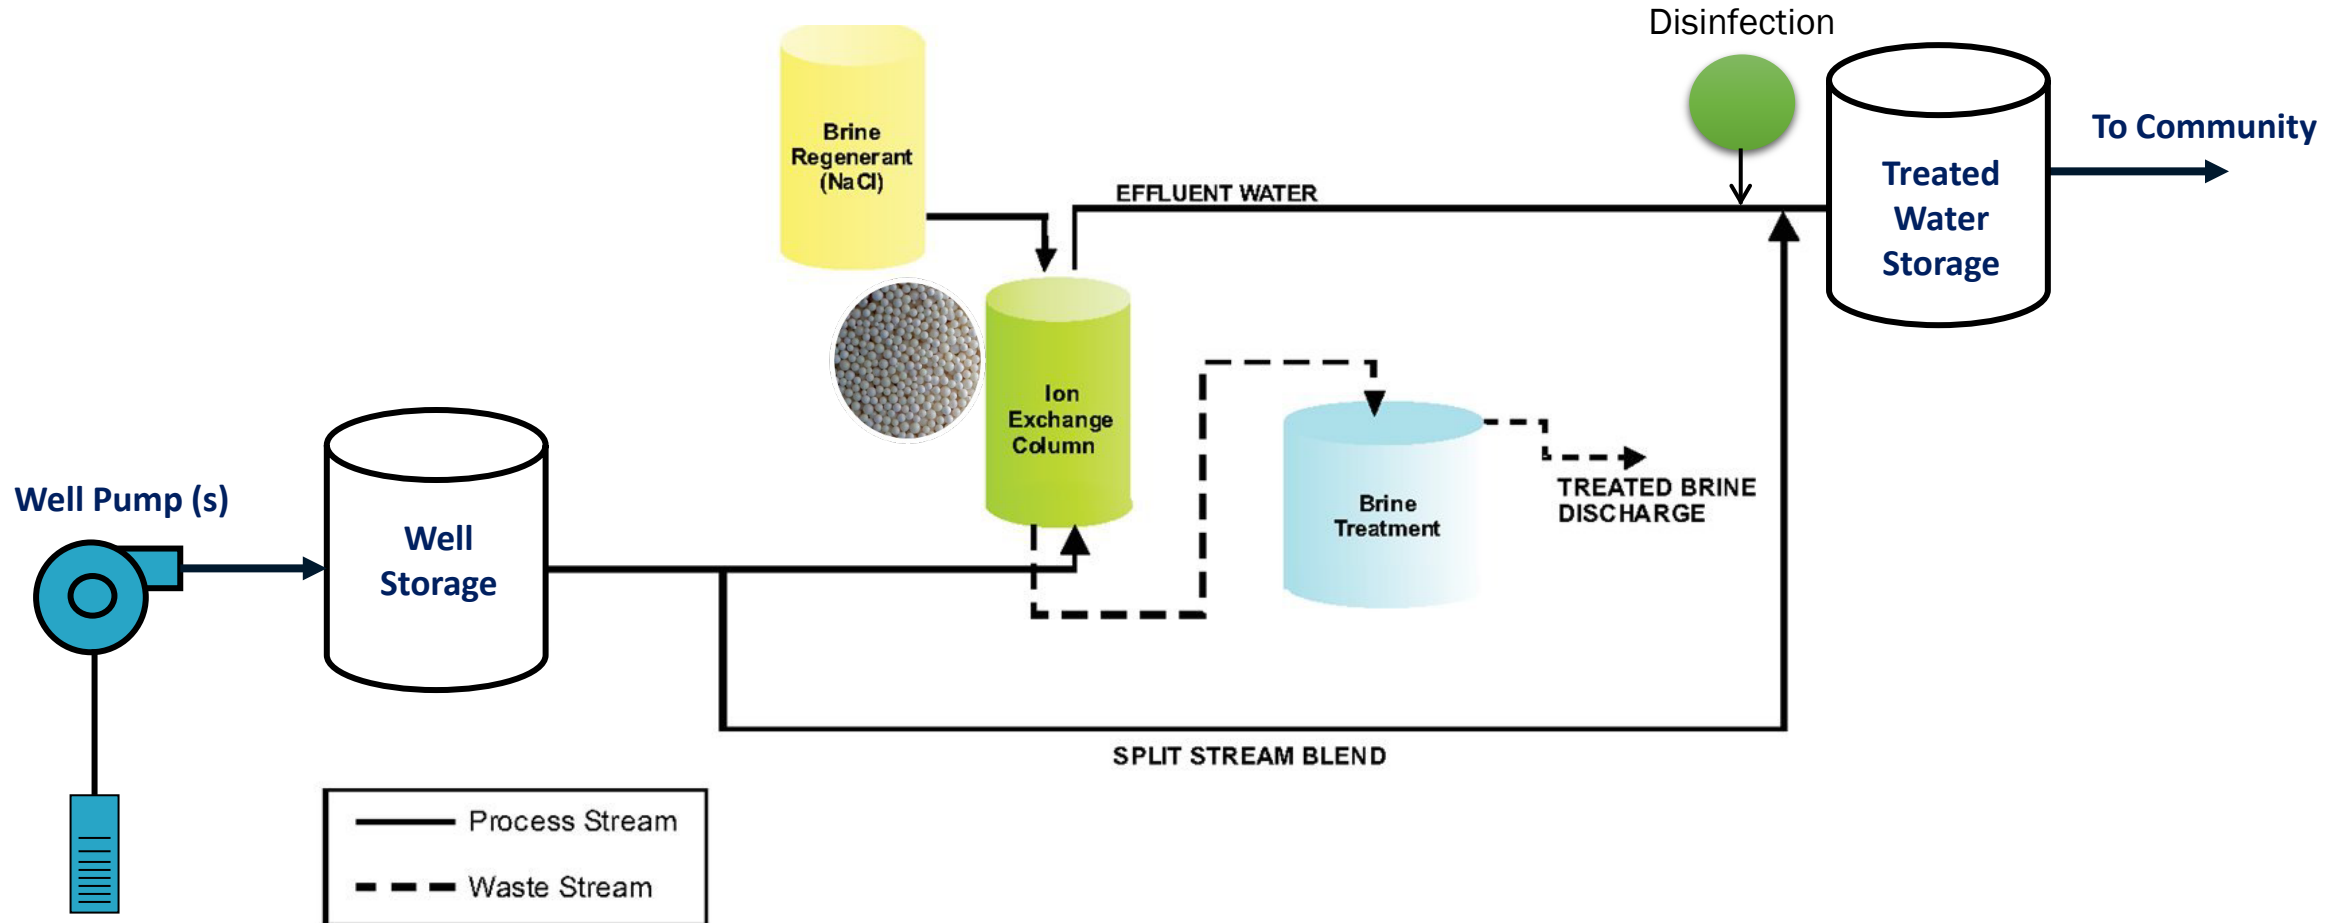 Disinfection
Brine
Regenerant
(NaCl)
To Community
Treated
Water
Storage
EFFLUENT WATER
Ion
Exchange
Column
Well Pump (s)
Well
Storage
Brine
Treatment
TREATED BRINE
DISCHARGE
SPLIT STREAM BLEND
Process Stream
Waste Stream